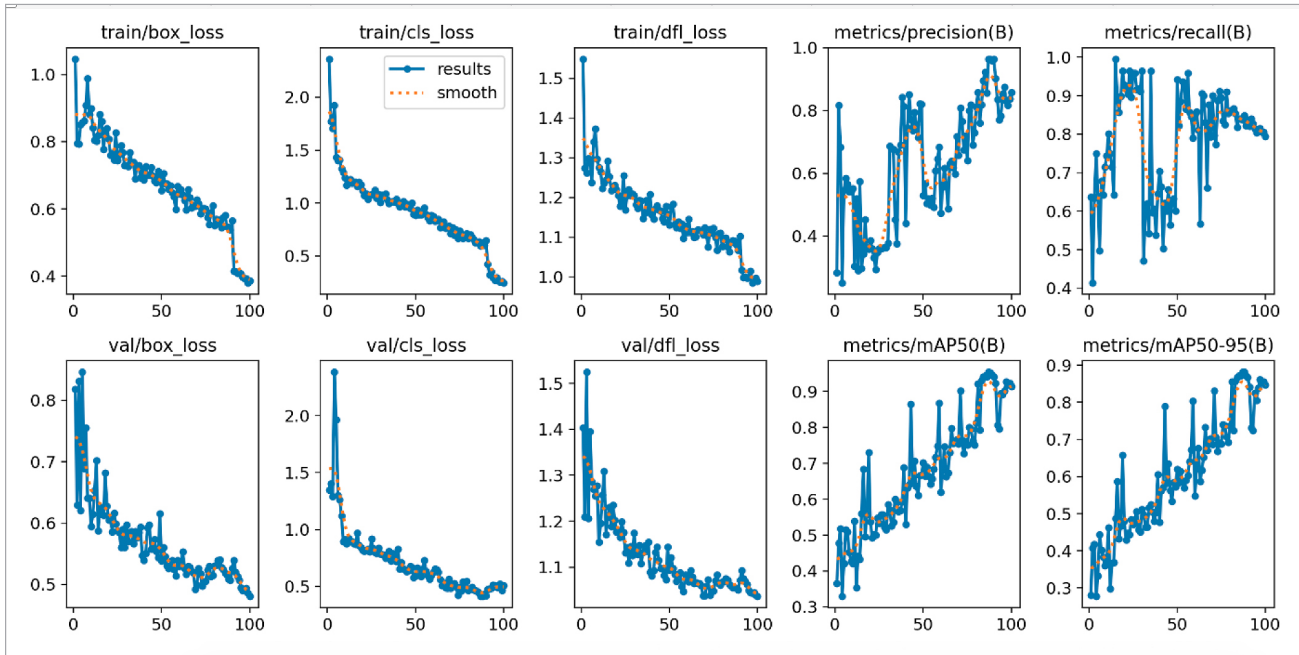 train/box_loss
train/cls_loss
train/dfl_loss
metrics/precision(B)
metrics/recall(B)
results
smooth
1.0
0.8
0.6
0.4
0 50 100
2.0
1.5
1.0
0.5
0 50 100
1.5
1.4
1.3
1.2
1.1
1.0
0 50 100
1.0
0.8
0.6
0.4
0 50 100
1.0
0.9
0.8
0.7
0.6
0.5
0.4
0 50 100
val/box_loss
val/cls_loss
val/dfl_loss
metrics/mAP50(B)
metrics/mAP50-95(B)
0.8
0.7
0.6
0.5
0 50 100
2.0
1.5
1.0
0.5
0 50 100
1.5
1.4
1.3
1.2
1.1
0 50 100
0.9
0.8
0.7
0.6
0.5
0.4
0.3
0 50 100
0.9
0.8
0.7
0.6
0.5
0.4
0.3
0 50 100